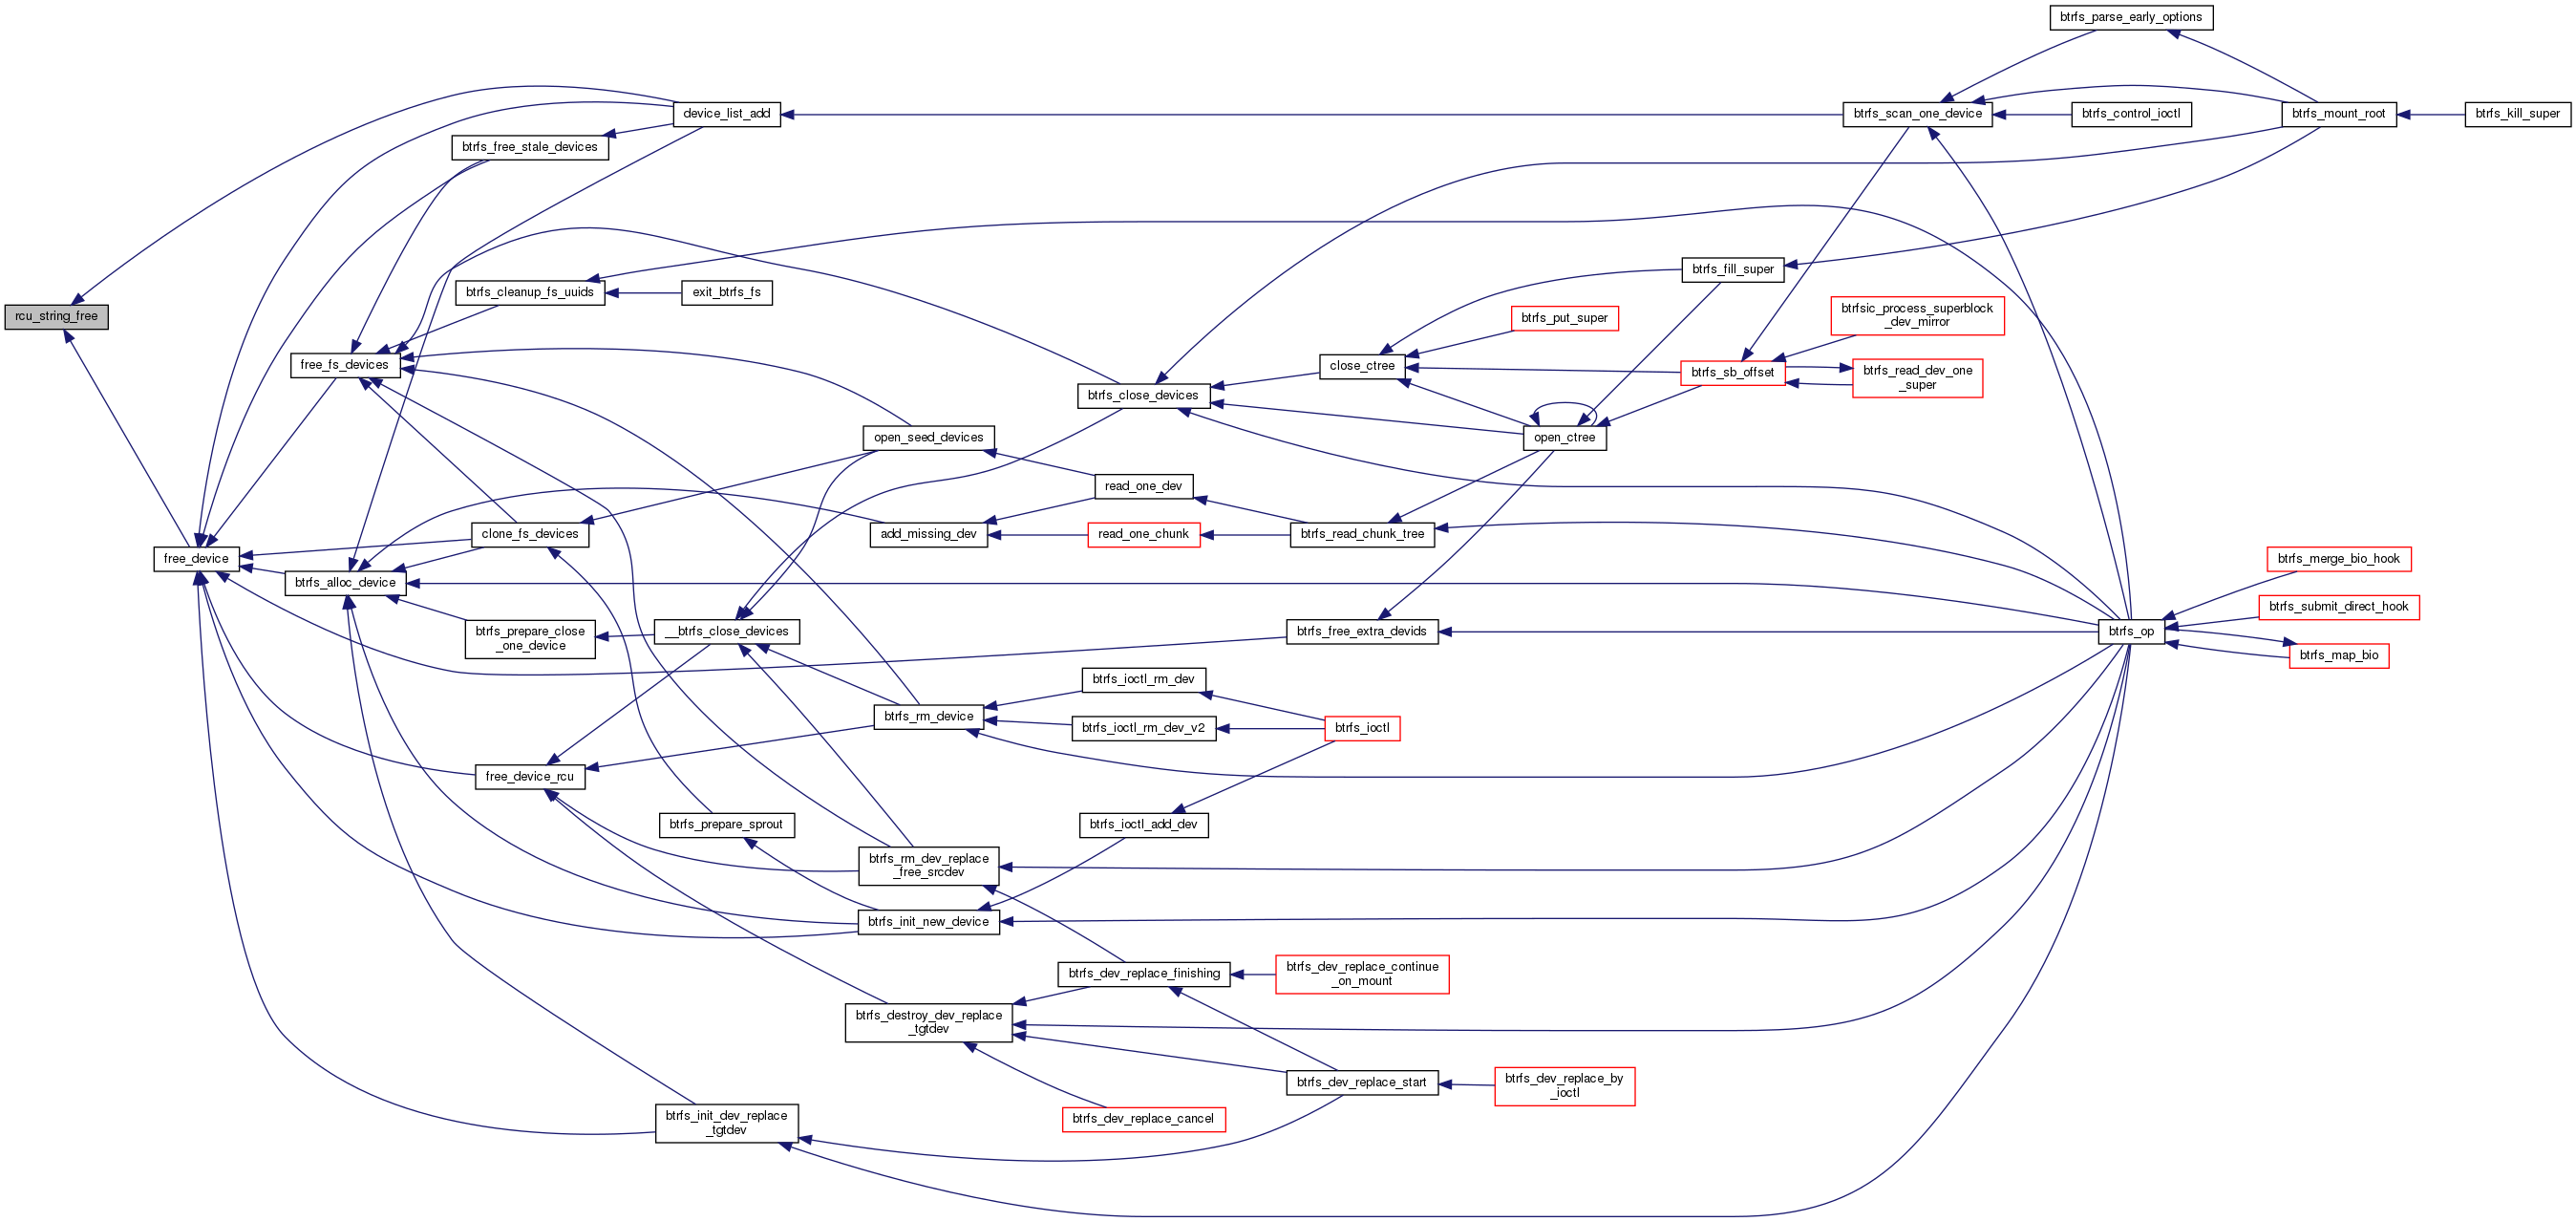 btrfs_parse_early_options
device_list_add
btrfs_scan_one_device
btrfs_control_ioctl
btrfs_mount_root
btrfs_kill_super
btrfs_free_stale_devices
btrfs_fill_super
btrfs_cleanup_fs_uuids
exit_btrfs_fs
rcu_string_free
btrfs_put_super
btrfsic_process_superblock
_dev_mirror
free_fs_devices
close_ctree
btrfs_sb_offset
btrfs_read_dev_one
_super
btrfs_close_devices
open_seed_devices
open_ctree
read_one_dev
clone_fs_devices
add_missing_dev
read_one_chunk
btrfs_read_chunk_tree
free_device
btrfs_merge_bio_hook
btrfs_alloc_device
btrfs_submit_direct_hook
btrfs_prepare_close
_one_device
__btrfs_close_devices
btrfs_free_extra_devids
btrfs_op
btrfs_map_bio
btrfs_ioctl_rm_dev
btrfs_rm_device
btrfs_ioctl_rm_dev_v2
btrfs_ioctl
free_device_rcu
btrfs_prepare_sprout
btrfs_ioctl_add_dev
btrfs_rm_dev_replace
_free_srcdev
btrfs_init_new_device
btrfs_dev_replace_finishing
btrfs_dev_replace_continue
_on_mount
btrfs_destroy_dev_replace
_tgtdev
btrfs_dev_replace_start
btrfs_dev_replace_by
_ioctl
btrfs_init_dev_replace
_tgtdev
btrfs_dev_replace_cancel